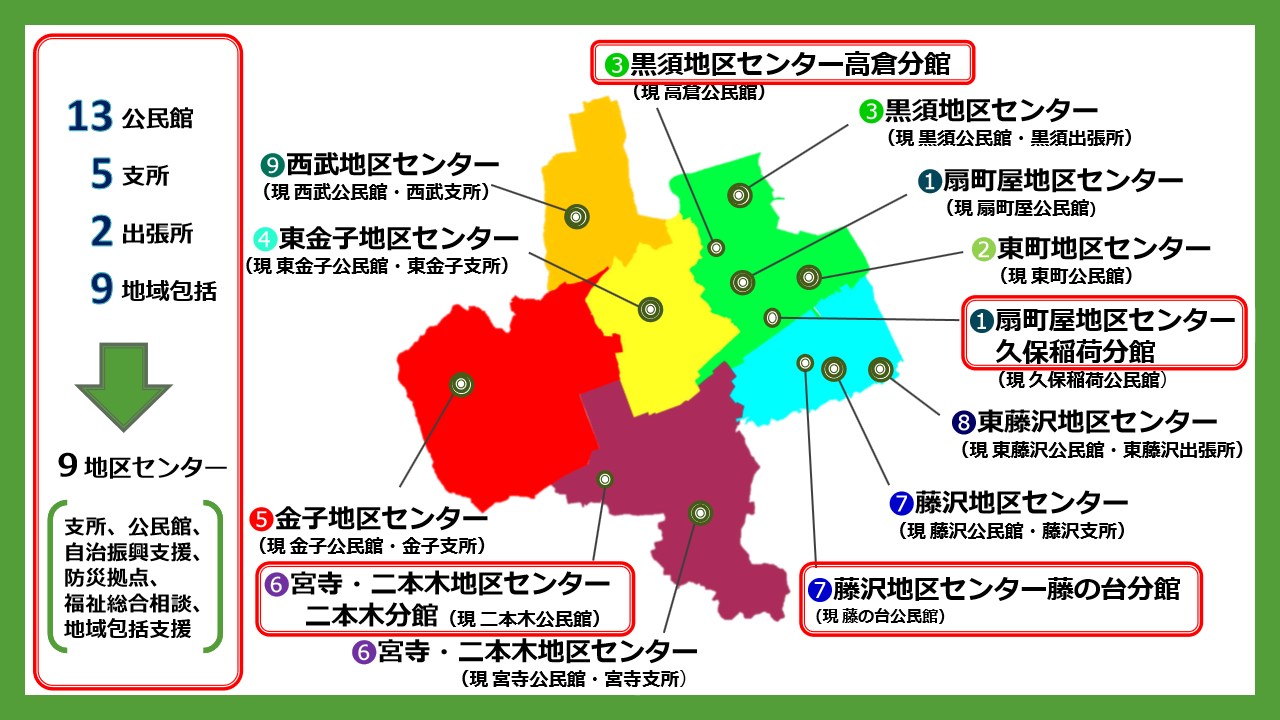 13 公民館
5 支所
2 出張所
9 地域包括
9 地区センター
支所、公民館、
自治振興支援、
防災拠点、
福祉総合相談、
地域包括支援
3 黒須地区センター高倉分館
(現 高倉公民館)
3 黒須地区センター
(現 黒須公民館・黒須出張所)
9 西武地区センター
(現 西武公民館・西武支所)
1 扇町屋地区センター
(現 扇町屋公民館)
4 東金子地区センター
(現 東金子公民館・東金子支所)
2 東町地区センター
(現 東町公民館)
1 扇町屋地区センター
久保稲荷分館
(現 久保稲荷公民館)
8 東藤沢地区センター
(現 東藤沢公民館・東藤沢出張所)
7 藤沢地区センター
(現 藤沢公民館・藤沢支所)
5 金子地区センター
(現 金子公民館・金子支所)
6 宮寺・二本木地区センター
二本木分館 (現 二本木公民館)
7 藤沢地区センター藤の台分館
(現 藤の台公民館)
6 宮寺・二本木地区センター
(現 宮寺公民館・宮寺支所)